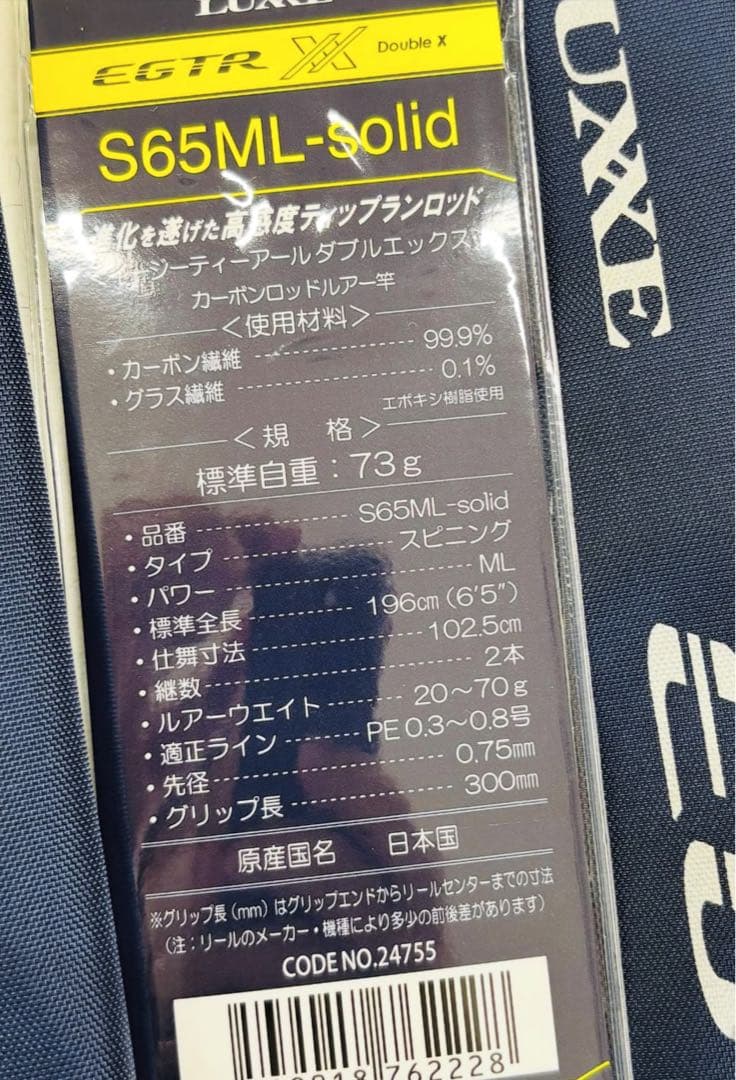 LUXXE
EGTR XX Double X
S65ML-solid
進化を遂げた高感度ティップランロッド
ジーティーアール ダブルエックス
カーボンロッドルアー竿
＜使用材料＞
・カーボン繊維 99.9%
・グラス繊維 0.1%
エポキシ樹脂使用
＜規 格＞
標準自重：73g
・品番 S65ML-solid
・タイプ スピニング
・パワー ML
・標準全長 196cm（6'5"）
・仕舞寸法 102.5cm
・継数 2本
・ルアーウエイト 20〜70g
・適正ライン PE0.3〜0.8号
・先径 0.75mm
・グリップ長 300mm
原産国名 日本国
※グリップ長（mm）はグリップエンドからリールセンターまでの寸法
（注：リールのメーカー・機種により多少の前後差があります）
CODE NO.24755
762228
UXXE